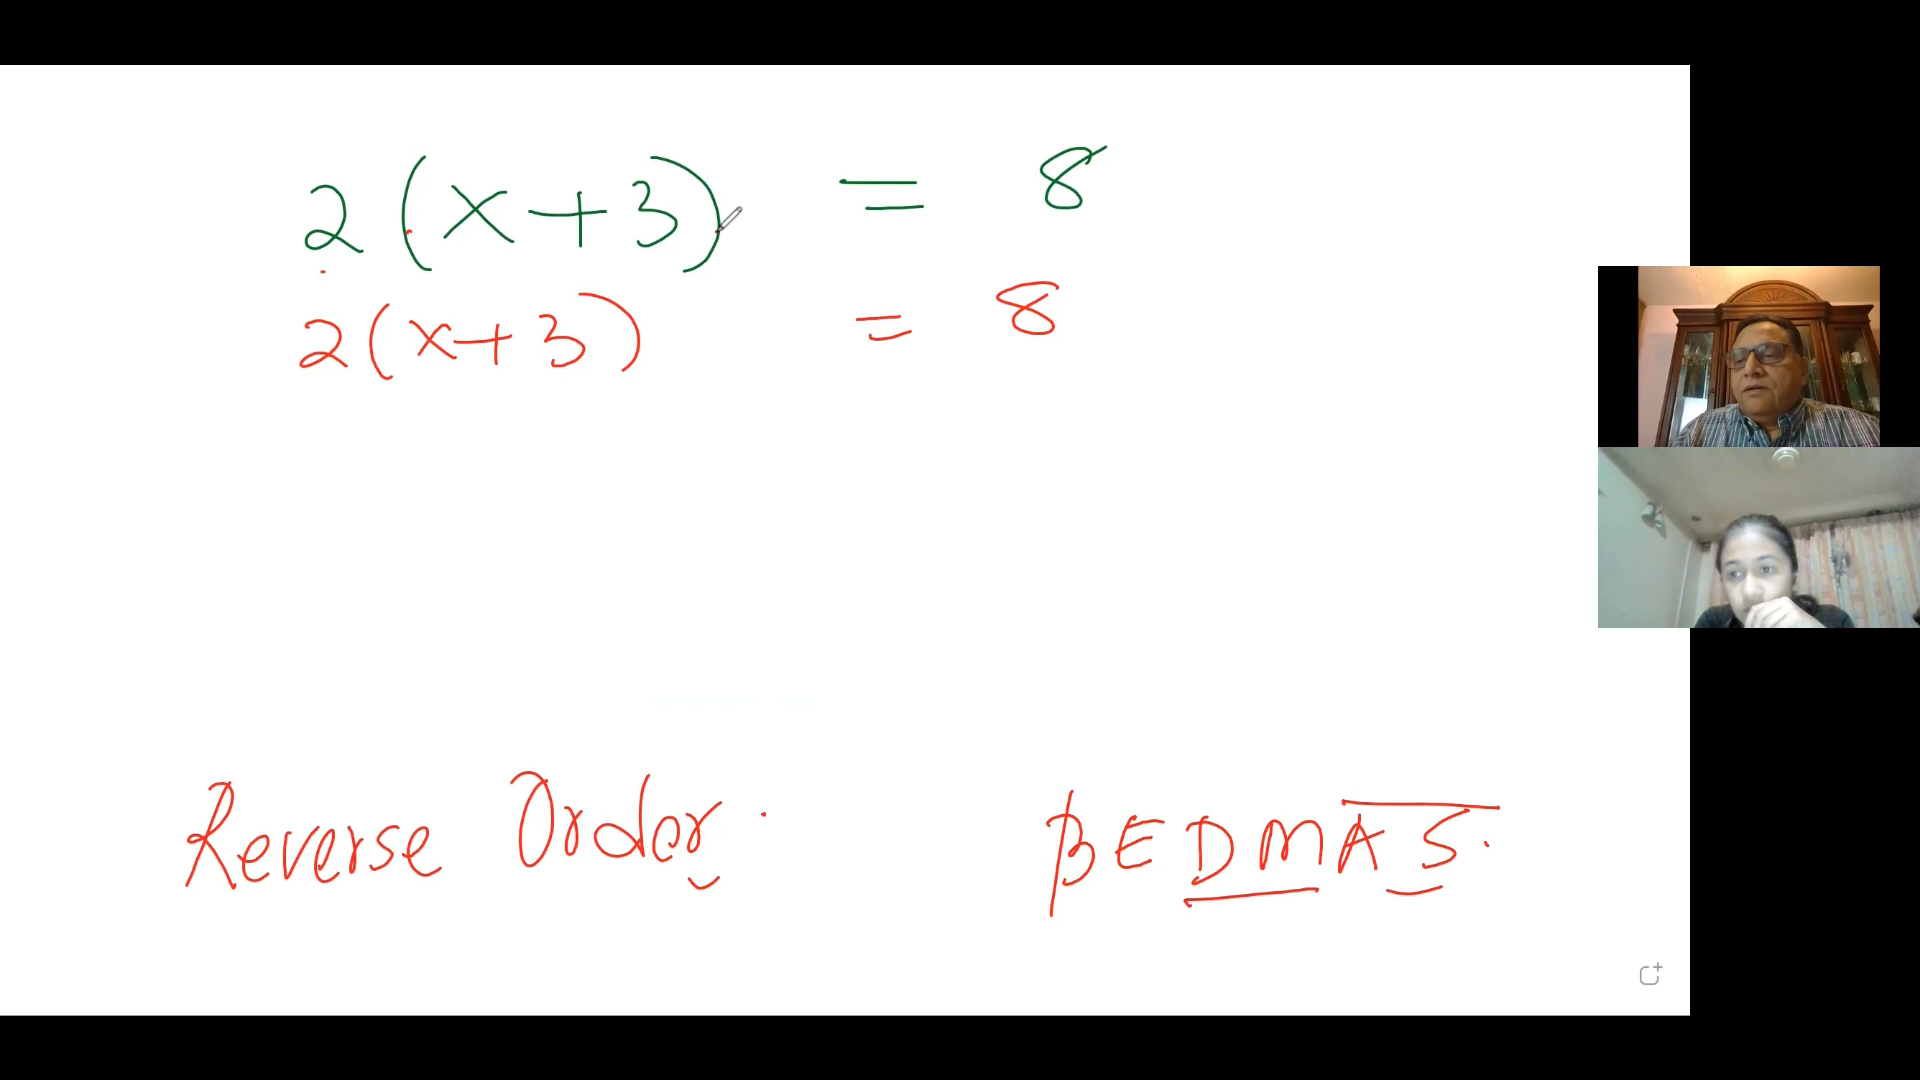 2(x+3) = 8
2(x+3) = 8
Reverse Order. BEDMAS.